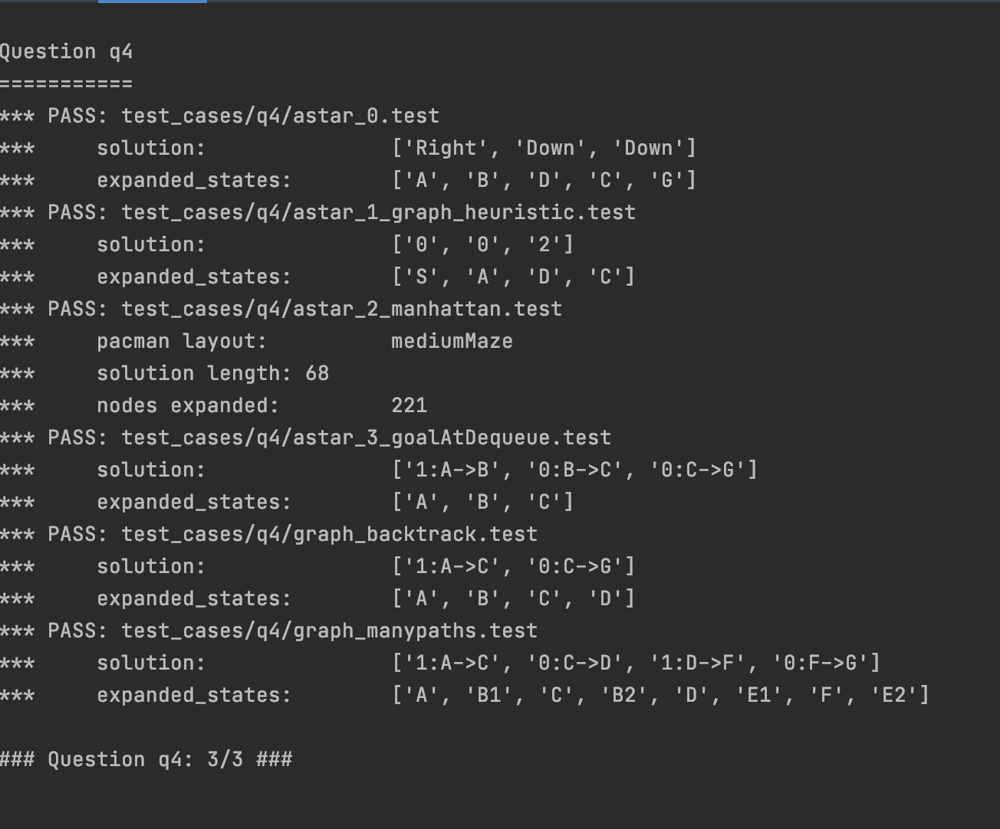 Question q4
===========
*** PASS: test_cases/q4/astar_0.test
***     solution:               ['Right', 'Down', 'Down']
***     expanded_states:        ['A', 'B', 'D', 'C', 'G']
*** PASS: test_cases/q4/astar_1_graph_heuristic.test
***     solution:               ['0', '0', '2']
***     expanded_states:        ['S', 'A', 'D', 'C']
*** PASS: test_cases/q4/astar_2_manhattan.test
***     pacman layout:          mediumMaze
***     solution length: 68
***     nodes expanded:         221
*** PASS: test_cases/q4/astar_3_goalAtDequeue.test
***     solution:               ['1:A->B', '0:B->C', '0:C->G']
***     expanded_states:        ['A', 'B', 'C']
*** PASS: test_cases/q4/graph_backtrack.test
***     solution:               ['1:A->C', '0:C->G']
***     expanded_states:        ['A', 'B', 'C', 'D']
*** PASS: test_cases/q4/graph_manypaths.test
***     solution:               ['1:A->C', '0:C->D', '1:D->F', '0:F->G']
***     expanded_states:        ['A', 'B1', 'C', 'B2', 'D', 'E1', 'F', 'E2']
### Question q4: 3/3 ###